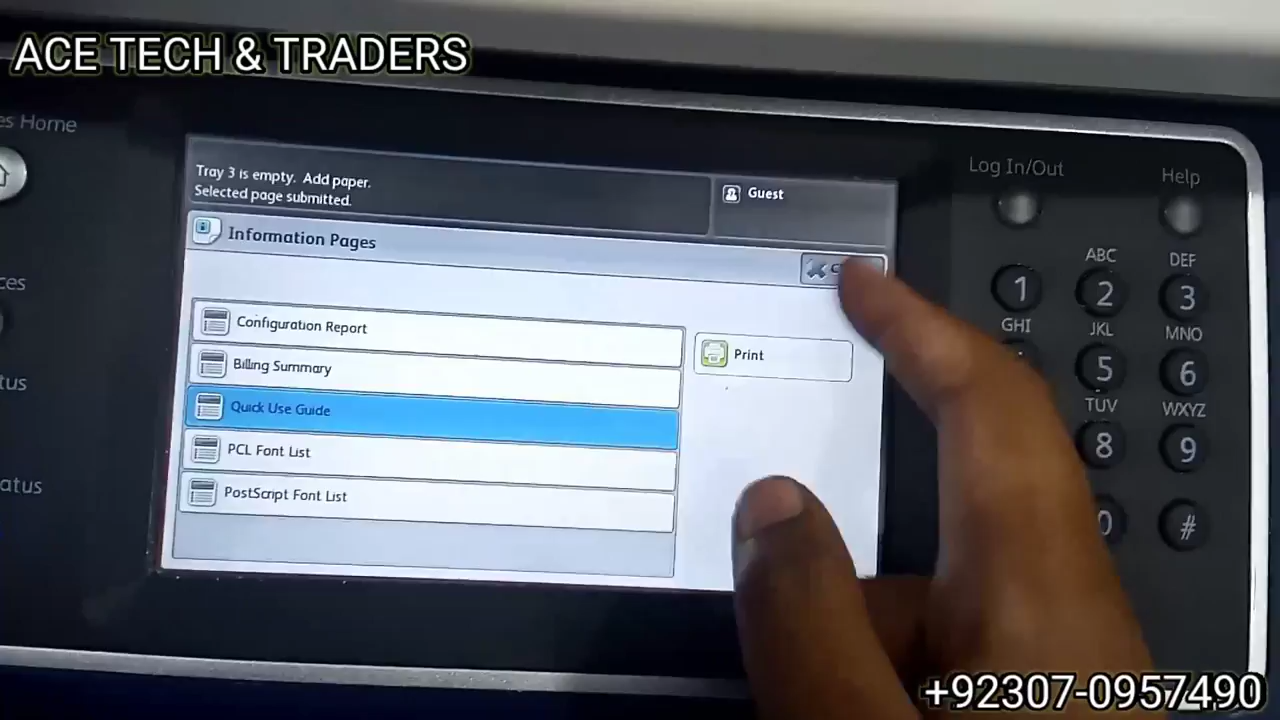 ACE TECH & TRADERS
es Home
Log In/Out
Help
Tray 3 is empty. Add paper.
Selected page submitted.
Guest
Information Pages
Configuration Report
Billing Summary
Quick Use Guide
PCL Font List
PostScript Font List
Print
ces
tus
atus
1
ABC
2
DEF
3
GHI
JKL
5
MNO
6
TUV
8
WXYZ
9
0
#
+92307-0957490